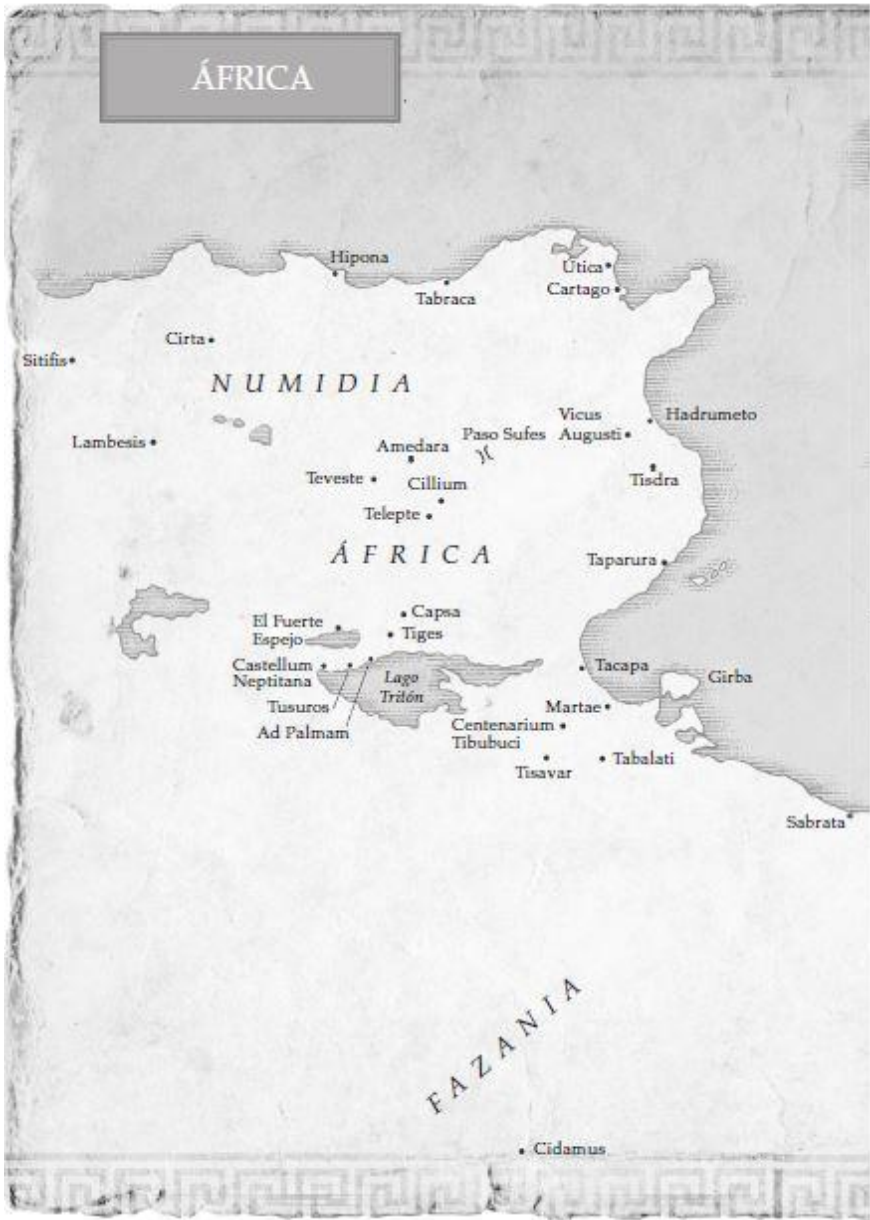 ÁFRICA
Hipona
Útica
Tabraca
Cartago
Cirta
Sitifis
NUMIDIA
Vicus
Augusti
Hadrumeto
Paso Sufes
Lambesis
Amedara
Teveste
Cillium
Tisdra
Telepte
ÁFRICA
Taparura
Capsa
El Fuerte
Espejo
Tiges
Castellum
Neptitana
Lago
Tritón
Tacapa
Girba
Tusuros
Martae
Ad Palmam
Centenarium
Tibubuci
Tisavar
Tabalati
Sabrata
FAZANIA
Cidamus